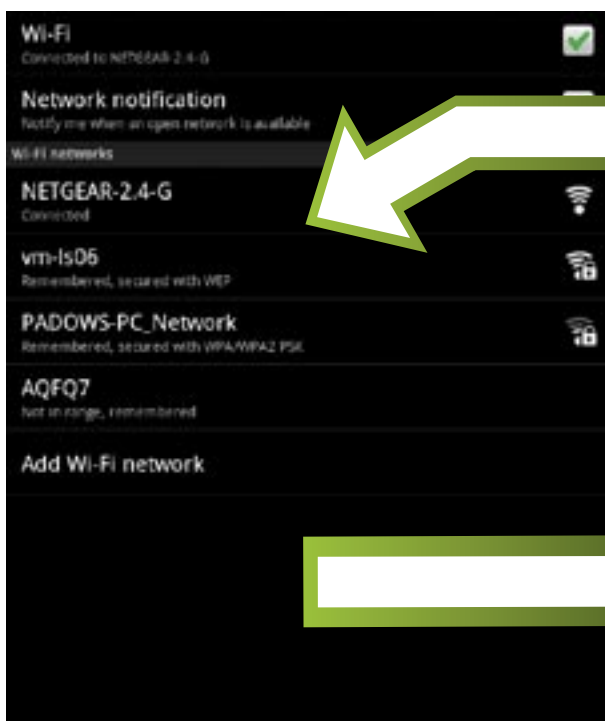 Wi-Fi
Connected to NETGEAR-2.4-G
Network notification
Notify me when an open network is available
Wi-Fi networks
NETGEAR-2.4-G
Connected
vm-ls06
Remembered, secured with WEP
PADOWS-PC_Network
Remembered, secured with WPA/WPA2 PSK
AQFQ7
Not in range, remembered
Add Wi-Fi network